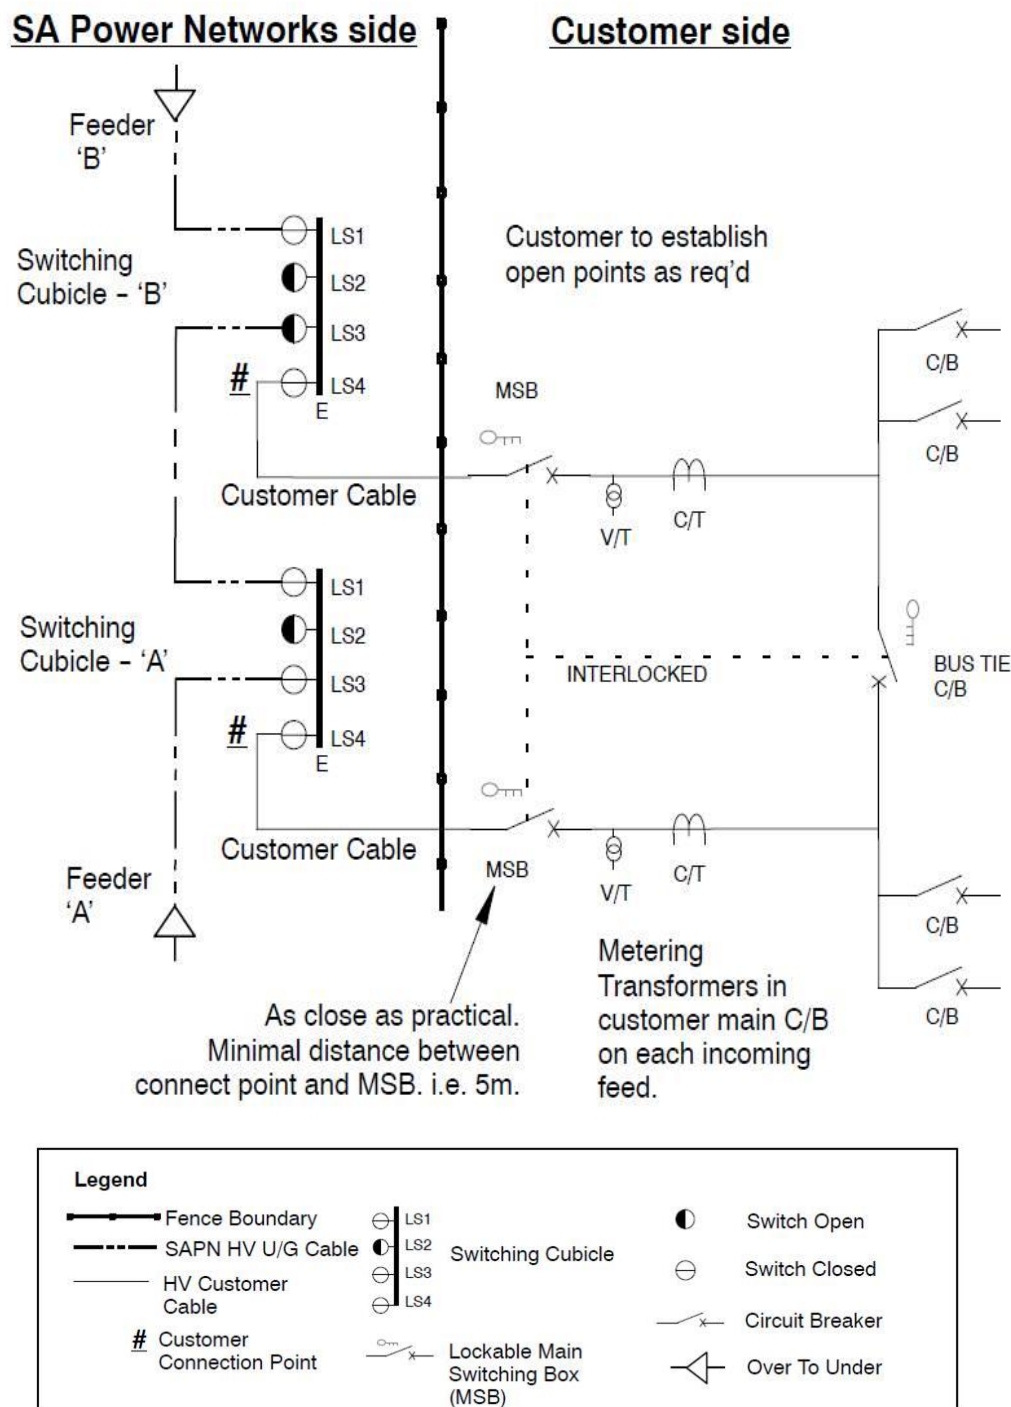 SA Power Networks side
Customer side
Feeder
'B'
LS1
Switching
Cubicle – 'B'
LS2
LS3
#
LS4
E
Customer Cable
Customer to establish
open points as req'd
MSB
V/T
C/T
C/B
C/B
LS1
Switching
Cubicle – 'A'
LS2
LS3
#
LS4
E
Customer Cable
INTERLOCKED
BUS TIE
C/B
Feeder
'A'
MSB
V/T
C/T
C/B
C/B
As close as practical.
Minimal distance between
connect point and MSB. i.e. 5m.
Metering
Transformers in
customer main C/B
on each incoming
feed.
Legend
Fence Boundary
SAPN HV U/G Cable
HV Customer
Cable
# Customer
Connection Point
LS1
LS2
LS3
LS4
Switching Cubicle
Lockable Main
Switching Box
(MSB)
Switch Open
Switch Closed
Circuit Breaker
Over To Under